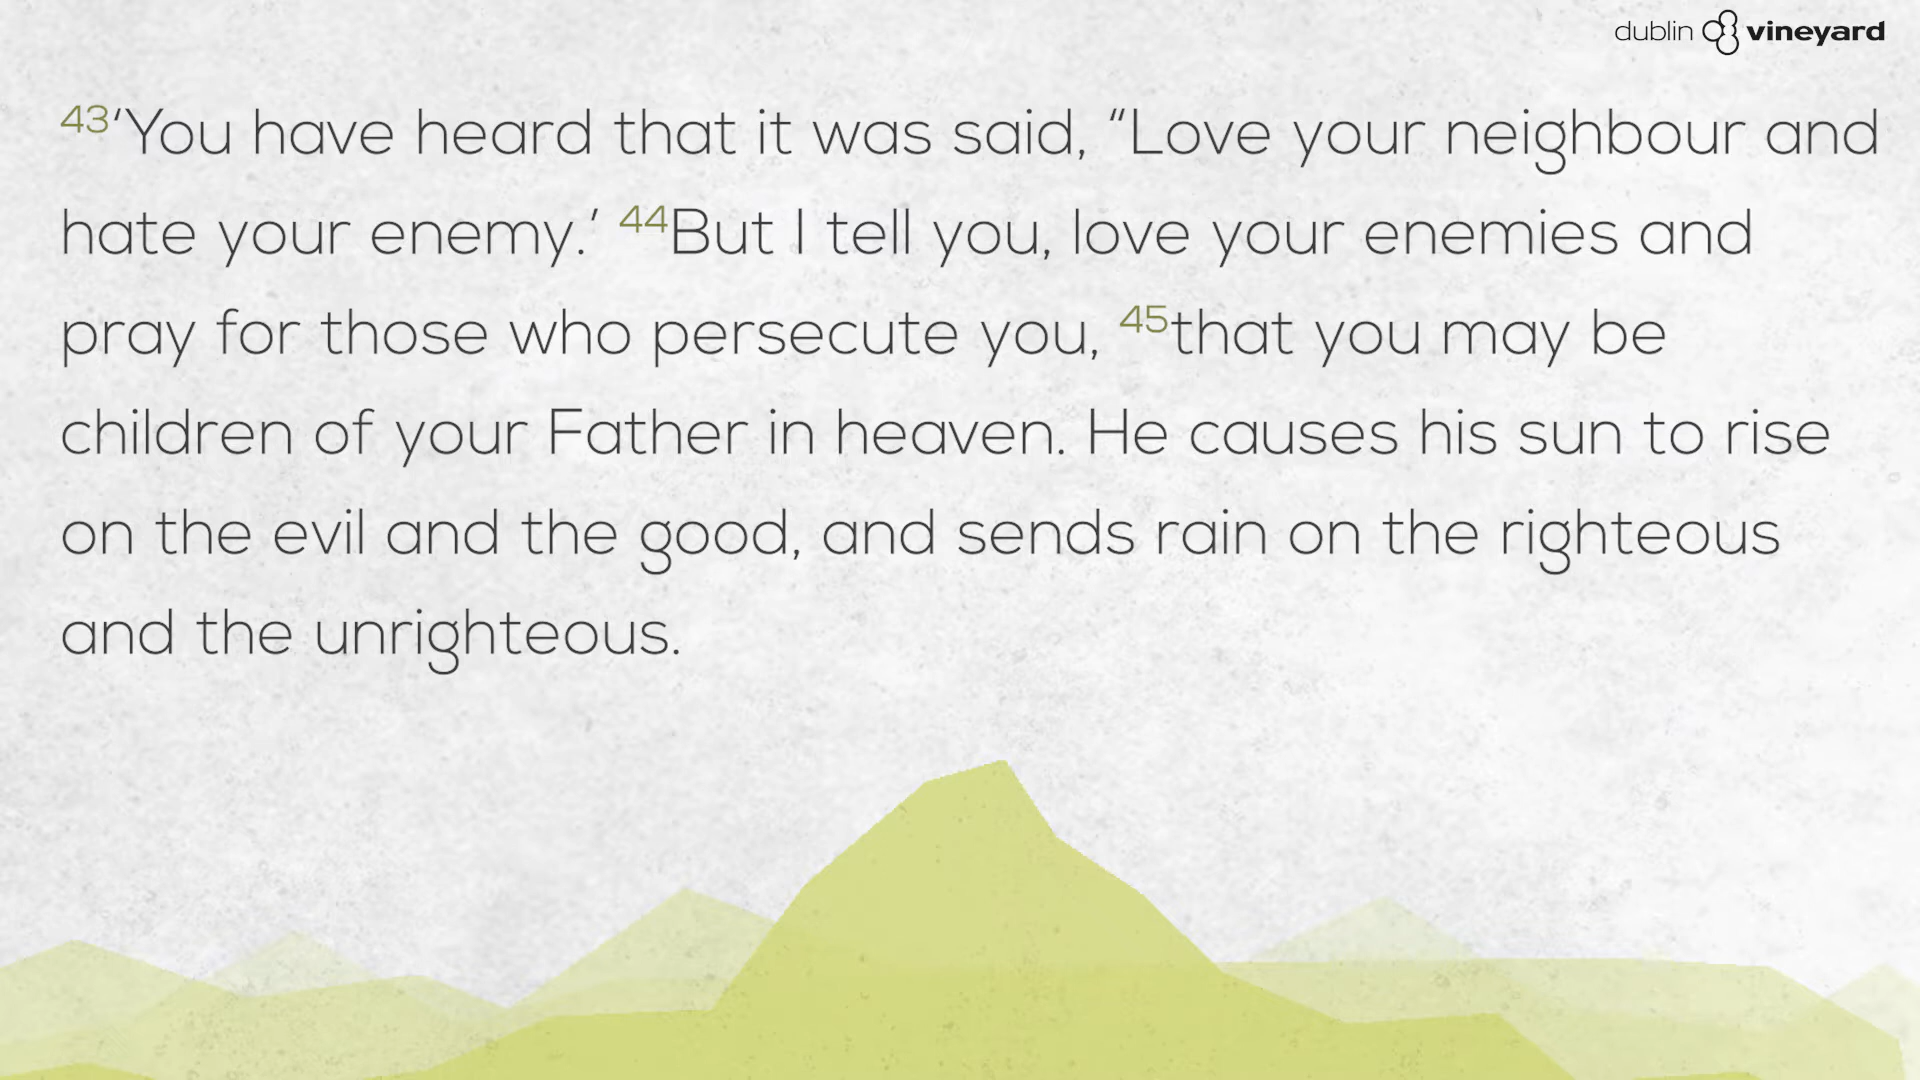 dublin vineyard
43‘You have heard that it was said, “Love your neighbour and
hate your enemy.’ 44But I tell you, love your enemies and
pray for those who persecute you, 45that you may be
children of your Father in heaven. He causes his sun to rise
on the evil and the good, and sends rain on the righteous
and the unrighteous.